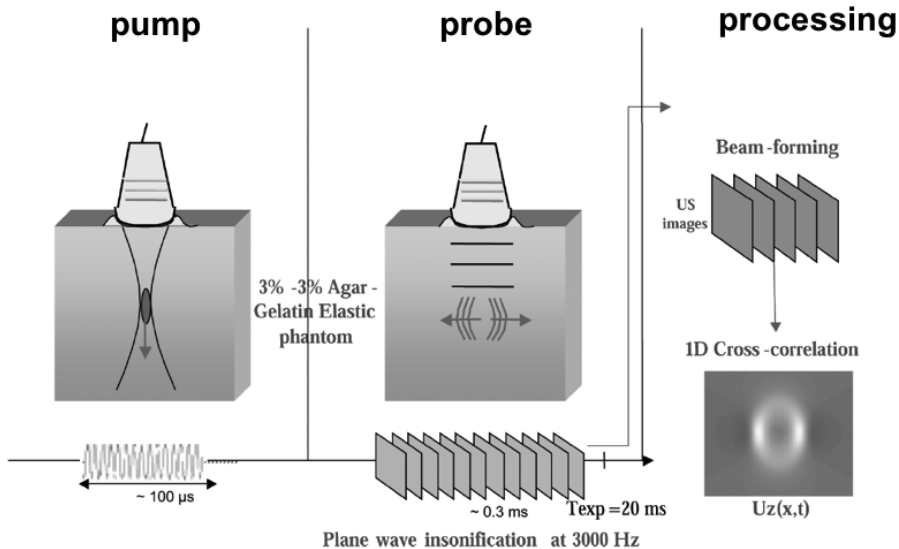 pump
probe
processing
3% -3% Agar -
Gelatin Elastic
phantom
~ 100 µs
~ 0.3 ms
Texp =20 ms
Plane wave insonification at 3000 Hz
Beam -forming
US
images
1D Cross -correlation
Uz(x,t)